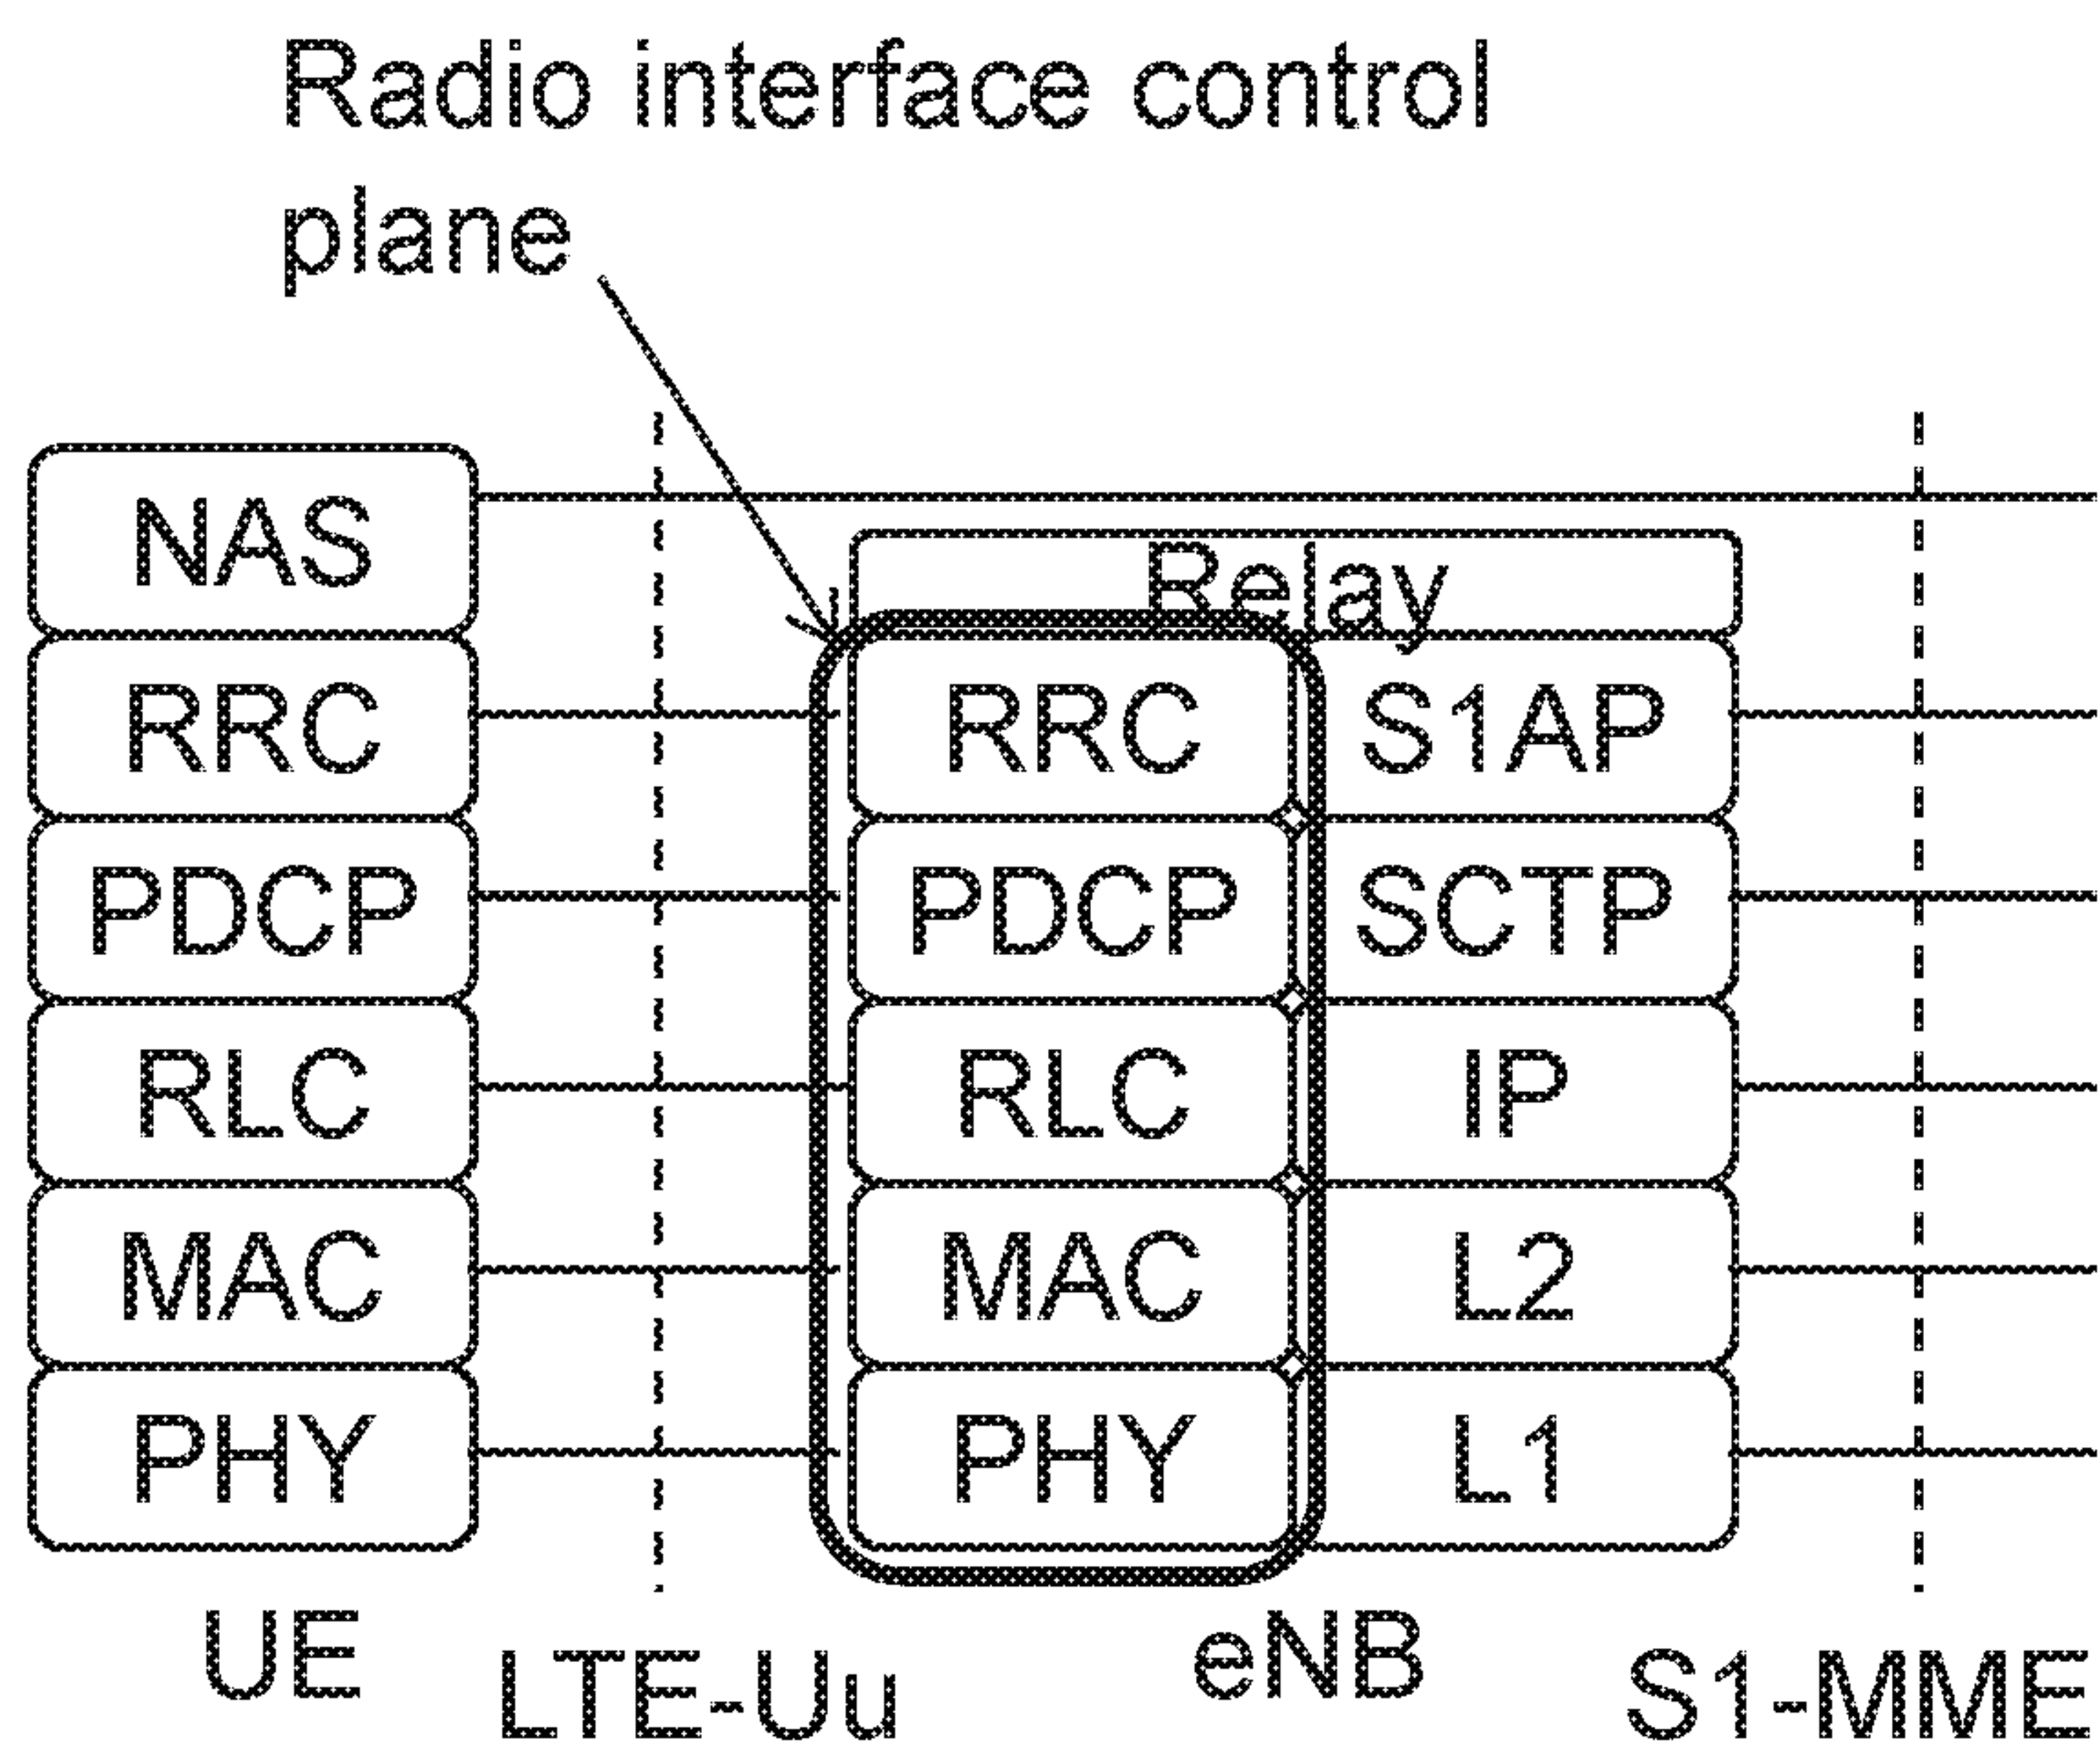 Radio interface control
plane
NAS
Relay
RRC RRC S1AP
PDCP PDCP SCTP
RLC RLC IP
MAC MAC L2
PHY PHY L1
UE eNB
LTE-Uu S1-MME